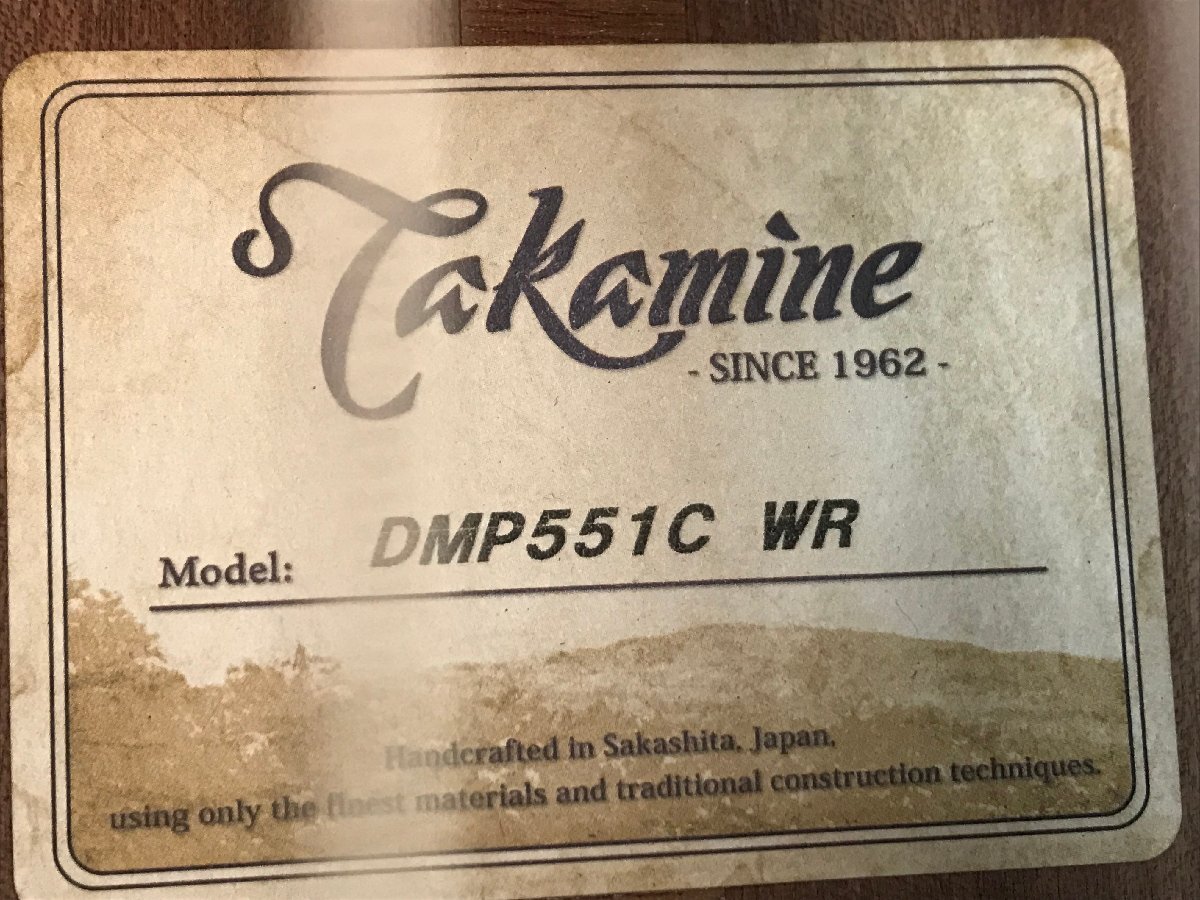 Takamine
- SINCE 1962 -
Model: DMP551C WR
Handcrafted in Sakashita, Japan,
using only the finest materials and traditional construction techniques.